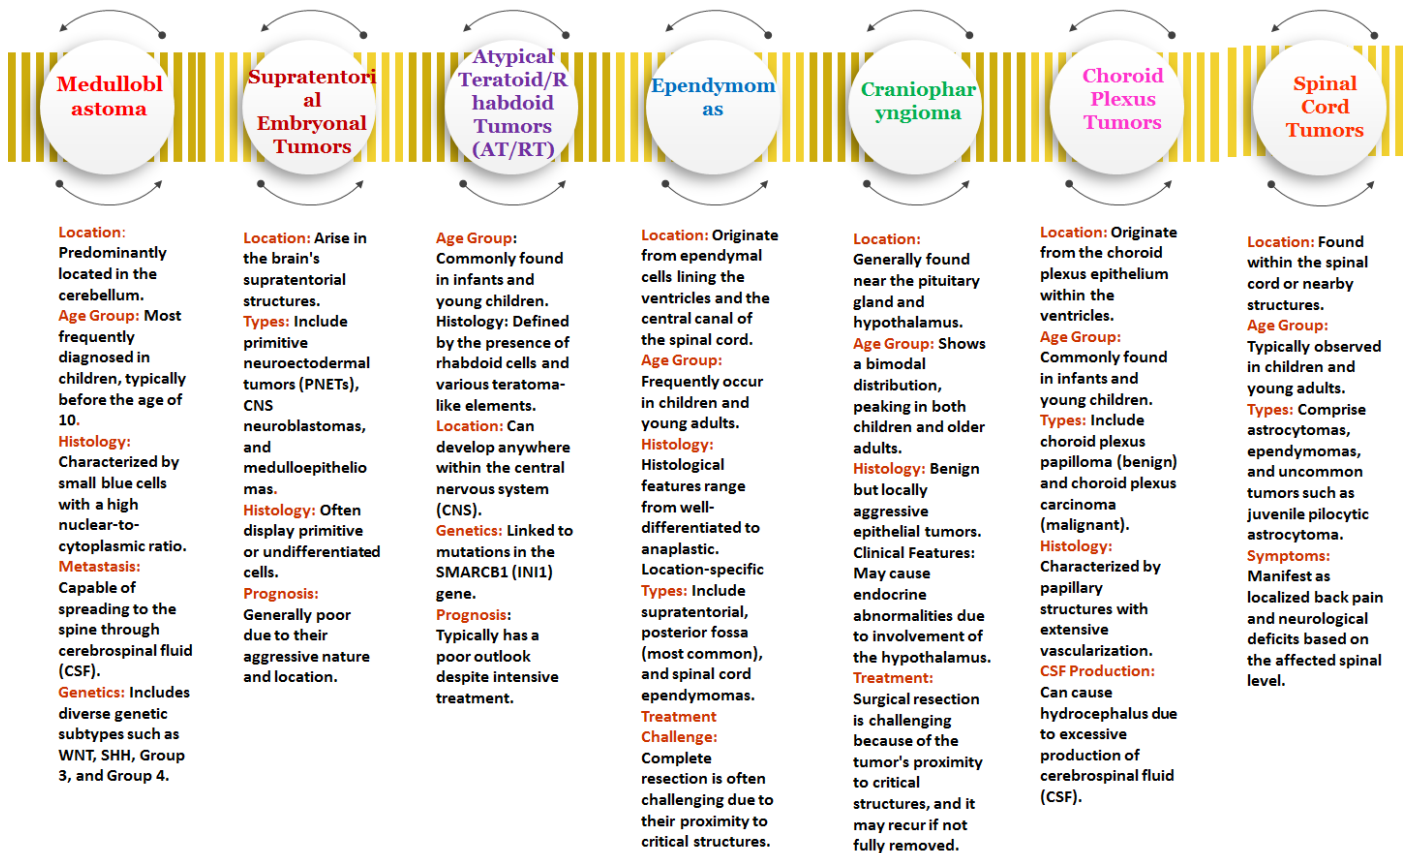 Medullobl
astoma
Supratentori
al
Embryonal
Tumors
Atypical
Teratoid/R
habdoid
Tumors
(AT/RT)
Ependymom
as
Craniophar
yngioma
Choroid
Plexus
Tumors
Spinal
Cord
Tumors
Location:
Predominantly
located in the
cerebellum.
Age Group: Most
frequently
diagnosed in
children, typically
before the age of
10.
Histology:
Characterized by
small blue cells
with a high
nuclear-to-
cytoplasmic ratio.
Metastasis:
Capable of
spreading to the
spine through
cerebrospinal fluid
(CSF).
Genetics: Includes
diverse genetic
subtypes such as
WNT, SHH, Group
3, and Group 4.
Location: Arise in
the brain's
supratentorial
structures.
Types: Include
primitive
neuroectodermal
tumors (PNETs),
CNS
neuroblastomas,
and
medulloepithelio
mas.
Histology: Often
display primitive
or undifferentiated
cells.
Prognosis:
Generally poor
due to their
aggressive nature
and location.
Age Group:
Commonly found
in infants and
young children.
Histology: Defined
by the presence of
rhabdoid cells and
various teratoma-
like elements.
Location: Can
develop anywhere
within the central
nervous system
(CNS).
Genetics: Linked to
mutations in the
SMARCB1 (INI1)
gene.
Prognosis:
Typically has a
poor outlook
despite intensive
treatment.
Location: Originate
from ependymal
cells lining the
ventricles and the
central canal of
the spinal cord.
Age Group:
Frequently occur
in children and
young adults.
Histology:
Histological
features range
from well-
differentiated to
anaplastic.
Location-specific
Types: Include
supratentorial,
posterior fossa
(most common),
and spinal cord
ependymomas.
Treatment
Challenge:
Complete
resection is often
challenging due to
their proximity to
critical structures.
Location:
Generally found
near the pituitary
gland and
hypothalamus.
Age Group: Shows
a bimodal
distribution,
peaking in both
children and older
adults.
Histology: Benign
but locally
aggressive
epithelial tumors.
Clinical Features:
May cause
endocrine
abnormalities due
to involvement of
the hypothalamus.
Treatment:
Surgical resection
is challenging
because of the
tumor's proximity
to critical
structures, and it
may recur if not
fully removed.
Location: Originate
from the choroid
plexus epithelium
within the
ventricles.
Age Group:
Commonly found
in infants and
young children.
Types: Include
choroid plexus
papilloma (benign)
and choroid plexus
carcinoma
(malignant).
Histology:
Characterized by
papillary
structures with
extensive
vascularization.
CSF Production:
Can cause
hydrocephalus due
to excessive
production of
cerebrospinal fluid
(CSF).
Location: Found
within the spinal
cord or nearby
structures.
Age Group:
Typically observed
in children and
young adults.
Types: Comprise
astrocytomas,
ependymomas,
and uncommon
tumors such as
juvenile pilocytic
astrocytoma.
Symptoms:
Manifest as
localized back pain
and neurological
deficits based on
the affected spinal
level.